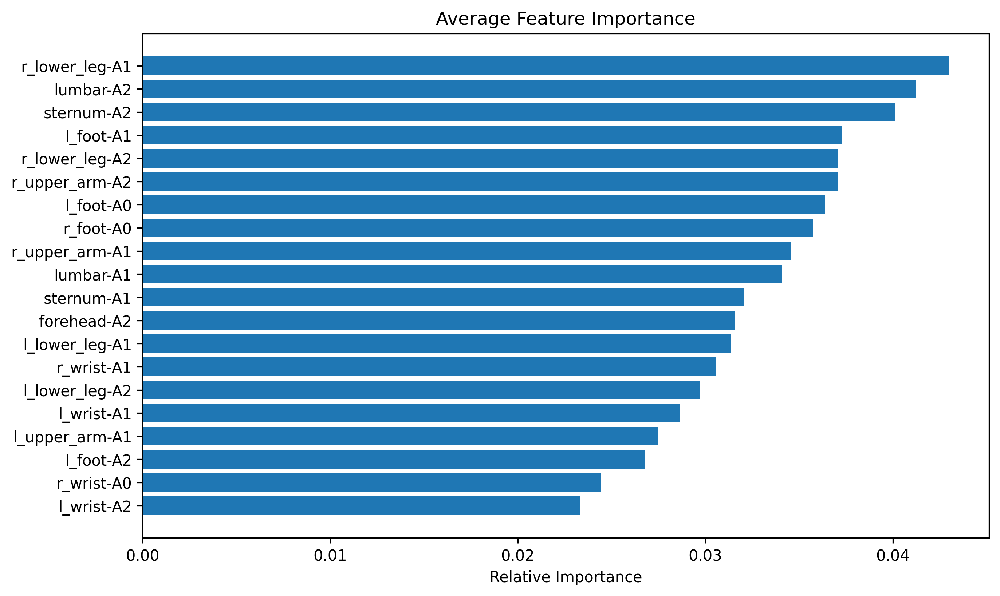 Average Feature Importance
r_lower_leg-A1
lumbar-A2
sternum-A2
l_foot-A1
r_lower_leg-A2
r_upper_arm-A2
l_foot-A0
r_foot-A0
r_upper_arm-A1
lumbar-A1
sternum-A1
forehead-A2
l_lower_leg-A1
r_wrist-A1
l_lower_leg-A2
l_wrist-A1
l_upper_arm-A1
l_foot-A2
r_wrist-A0
l_wrist-A2
0.00 0.01 0.02 0.03 0.04
Relative Importance